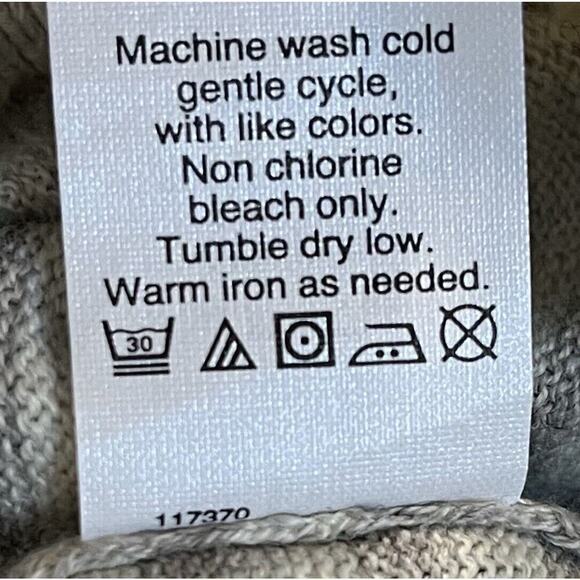 Machine wash cold
gentle cycle,
with like colors.
Non chlorine
bleach only.
Tumble dry low.
Warm iron as needed.
30
117370